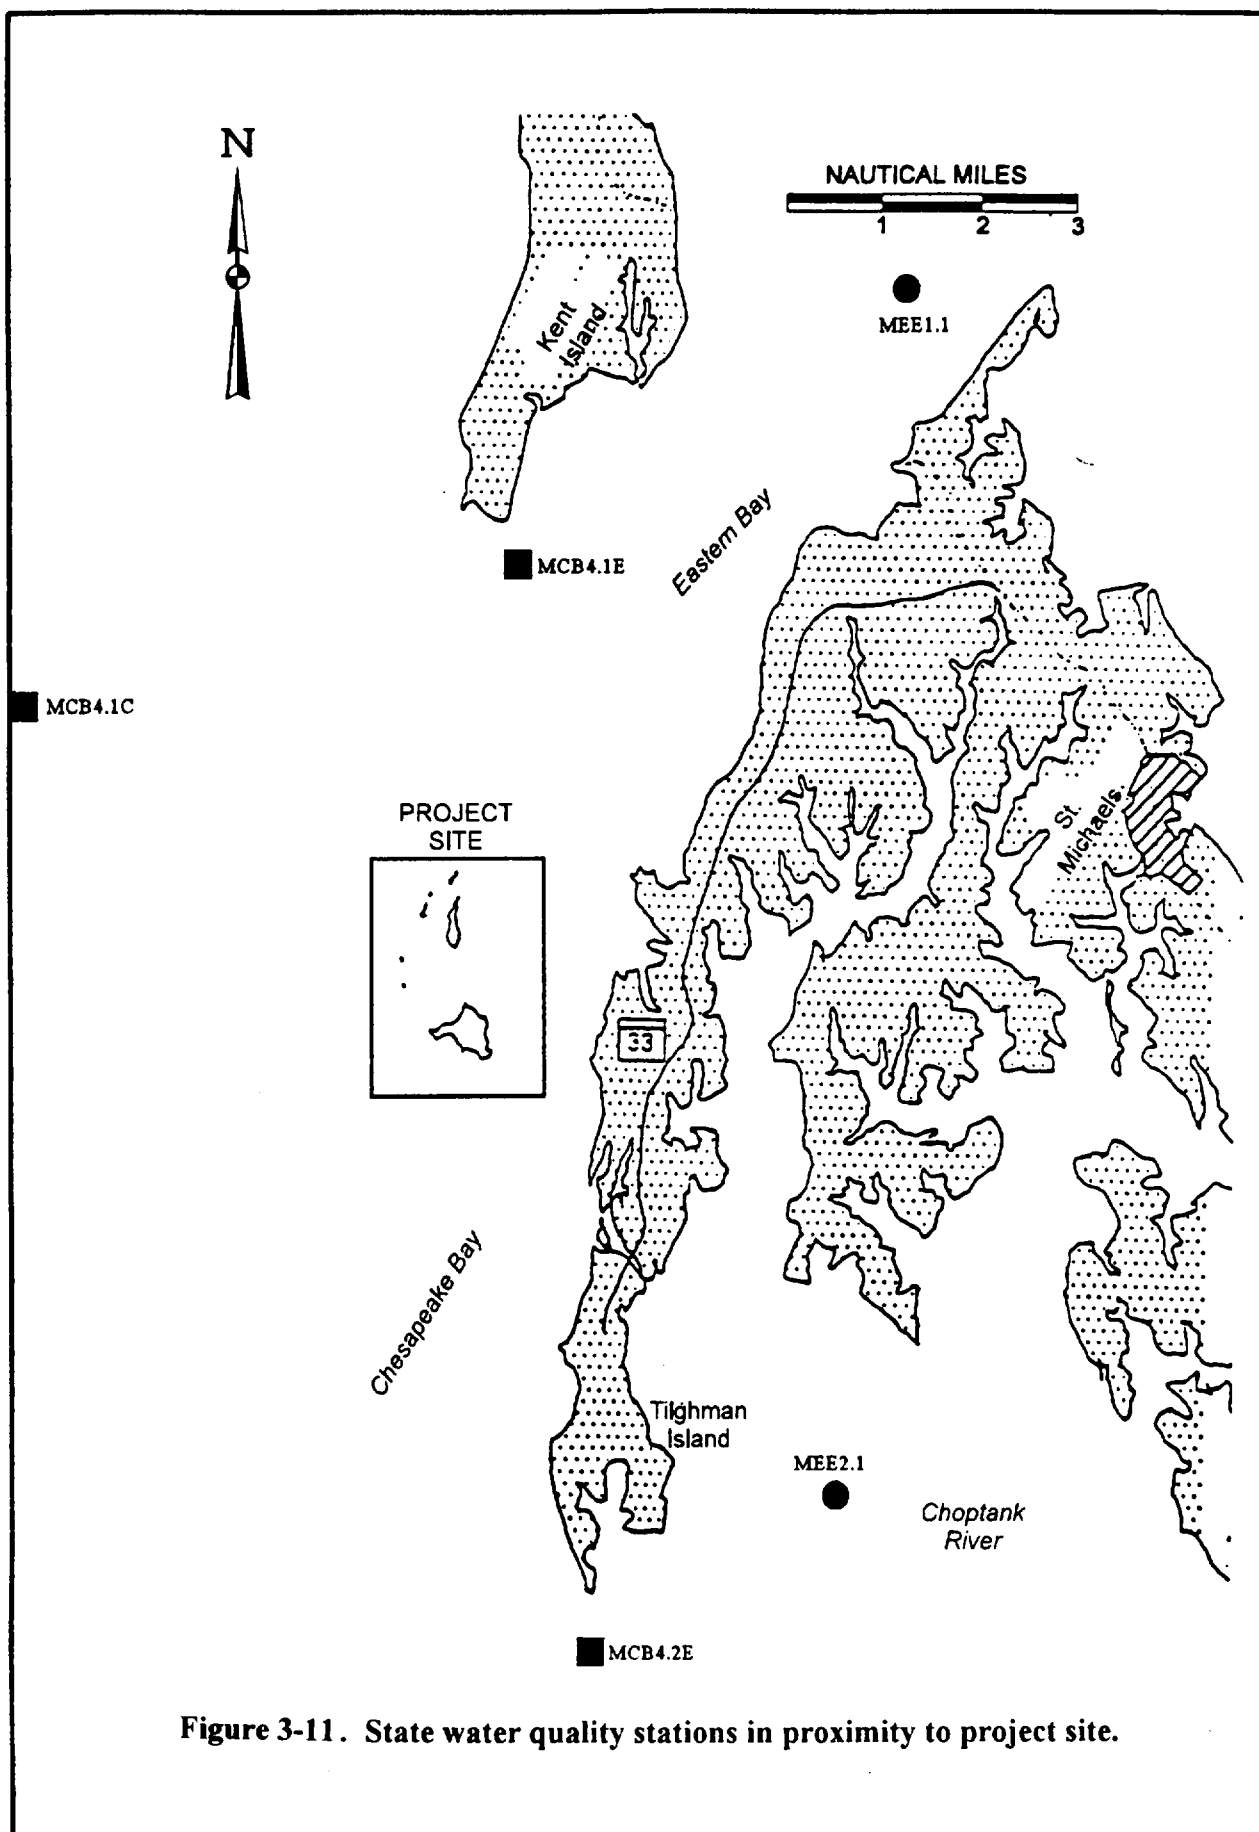 N
NAUTICAL MILES
1 2 3
MEE1.1
Kent
Island
Eastern Bay
MCB4.1E
MCB4.1C
St.
Michaels
PROJECT
SITE
33
Chesapeake Bay
Tilghman
Island
MEE2.1
Choptank
River
MCB4.2E
Figure 3-11. State water quality stations in proximity to project site.